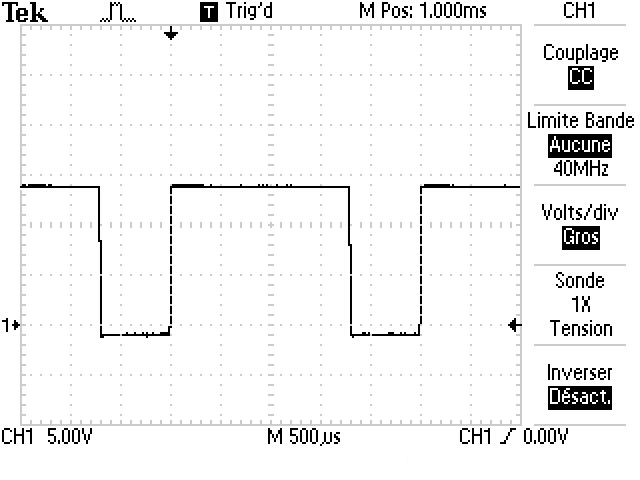 Tek T Trig'd M Pos: 1.000ms CH1
Couplage
CC
Limite Bande
Aucune
40MHz
Volts/div
Gros
Sonde
1X
Tension
Inverser
Désact.
1
CH1 5.00V M 500µs CH1 0.00V